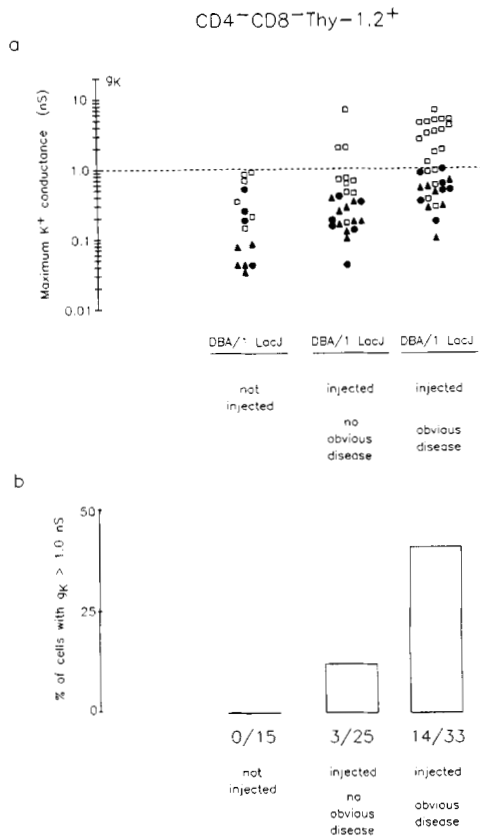 CD4⁻CD8⁻Thy−1.2⁺
a
gK
Maximum K⁺ conductance (nS)
10
1.0
0.1
0.01
DBA/1 LacJ DBA/1 LacJ DBA/1 LacJ
not injected injected
injected
no obvious
obvious disease
disease
b
% of cells with gK > 1.0 nS
50
25
0
0/15 3/25 14/33
not injected injected
injected
no obvious
obvious disease
disease